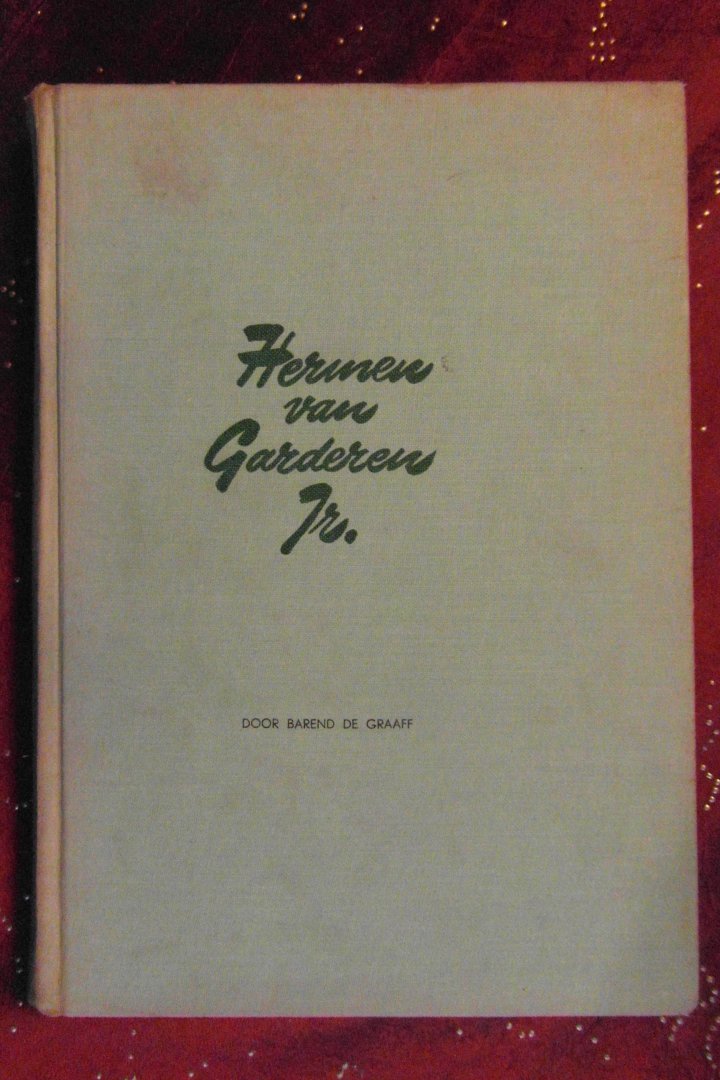 Hermen
van
Garderen
Jr.
DOOR BAREND DE GRAAFF